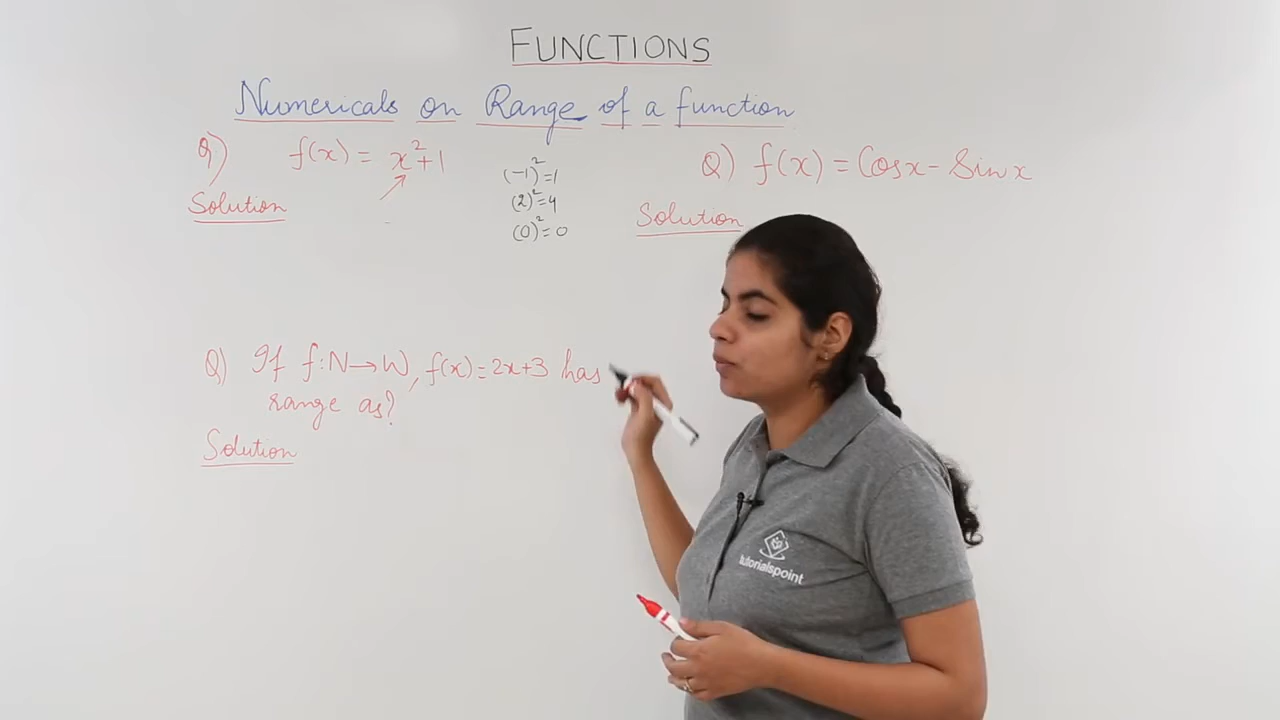 FUNCTIONS
Numericals on Range of a function
Q) f(x) = x²+1
Solution
(-1)²=1
(2)²=4
(0)²=0
Q) f(x) = Cosx - Sinx
Solution
Q) If f:N→W, f(x)=2x+3 has
range as?
Solution
tutorialspoint